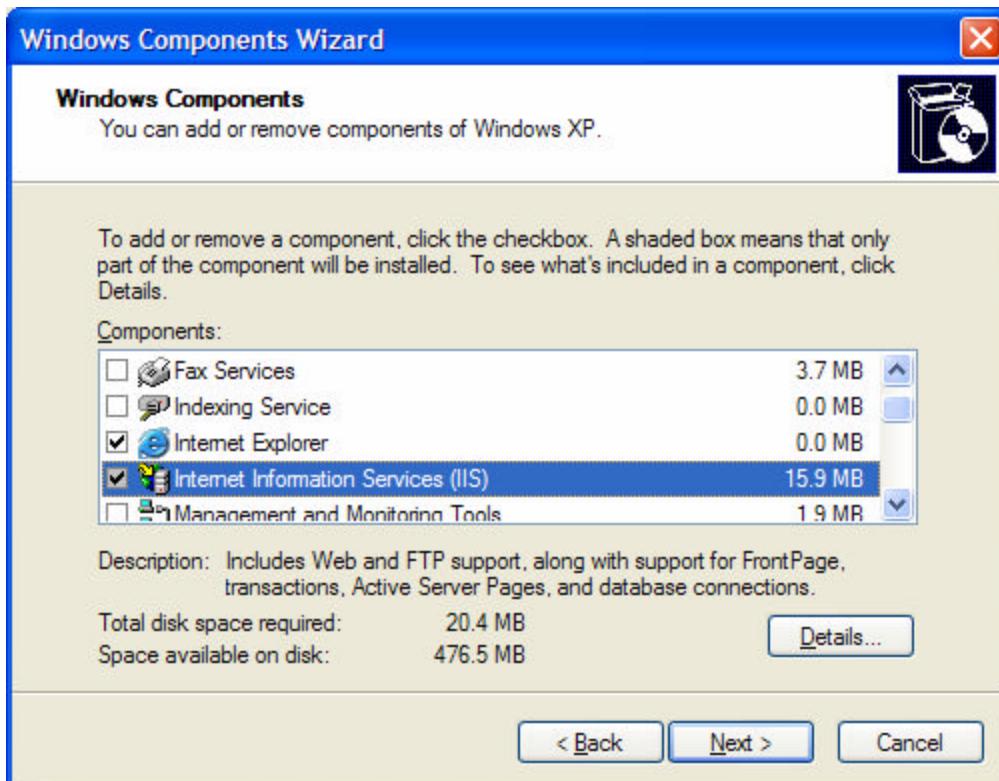 Windows Components Wizard
Windows Components
You can add or remove components of Windows XP.
To add or remove a component, click the checkbox. A shaded box means that only
part of the component will be installed. To see what's included in a component, click
Details.
Components:
Fax Services 3.7 MB
Indexing Service 0.0 MB
Internet Explorer 0.0 MB
Internet Information Services (IIS) 15.9 MB
Management and Monitoring Tools 1.9 MB
Description: Includes Web and FTP support, along with support for FrontPage,
transactions, Active Server Pages, and database connections.
Total disk space required: 20.4 MB
Space available on disk: 476.5 MB
Details...
< Back Next > Cancel